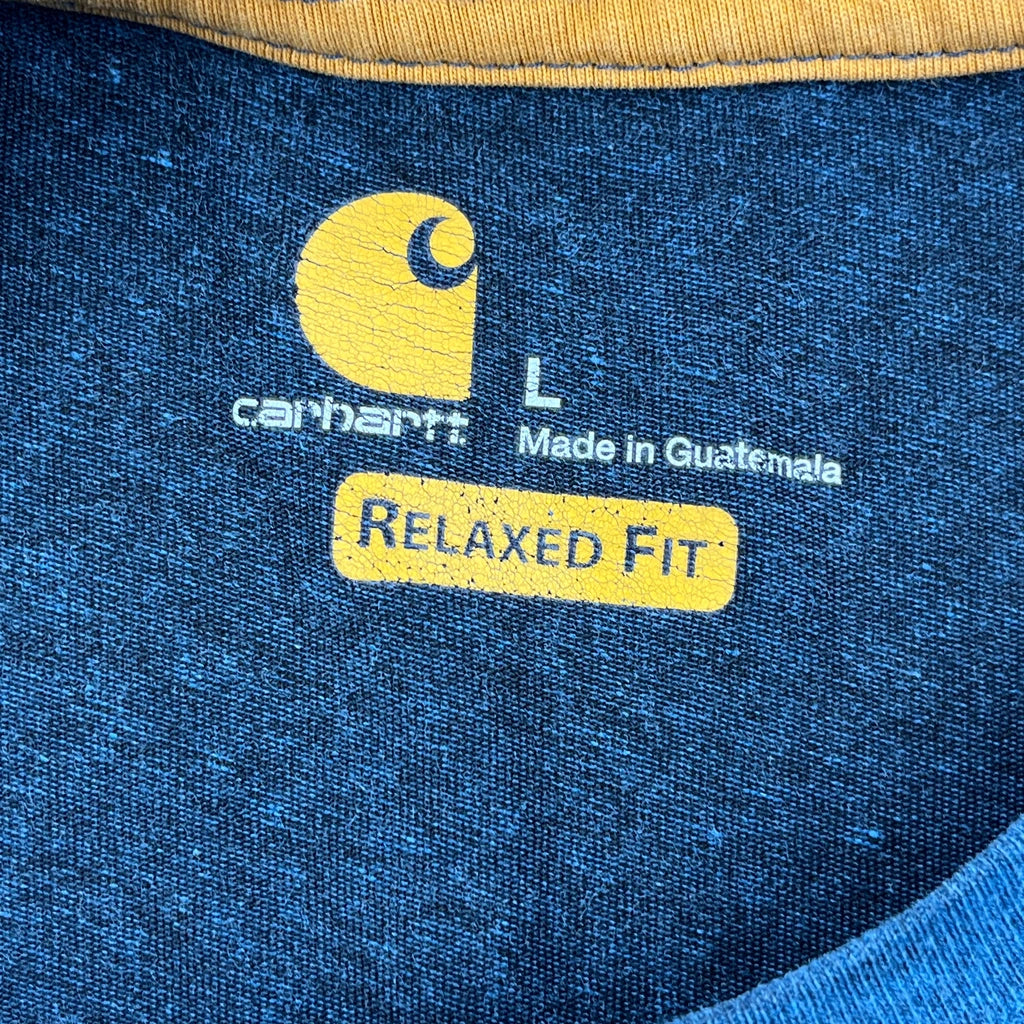 carhartt
L
Made in Guatemala
RELAXED FIT